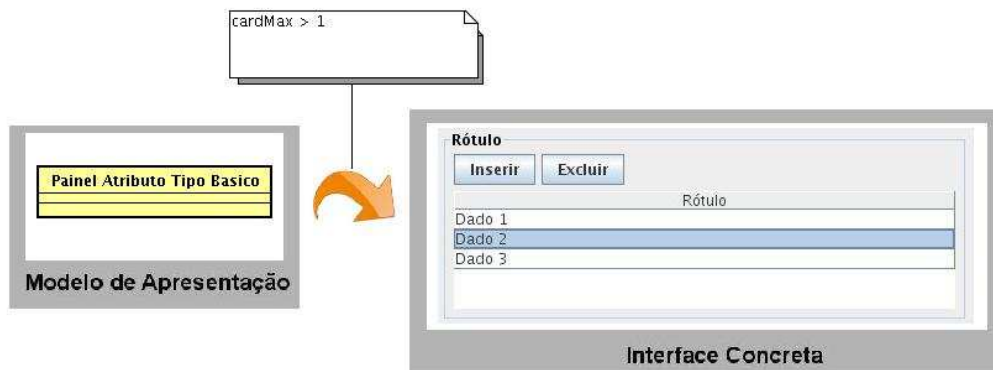 cardMax > 1
Painel Atributo Tipo Basico
Modelo de Apresentação
Rótulo
Inserir Excluir
Rótulo
Dado 1
Dado 2
Dado 3
Interface Concreta